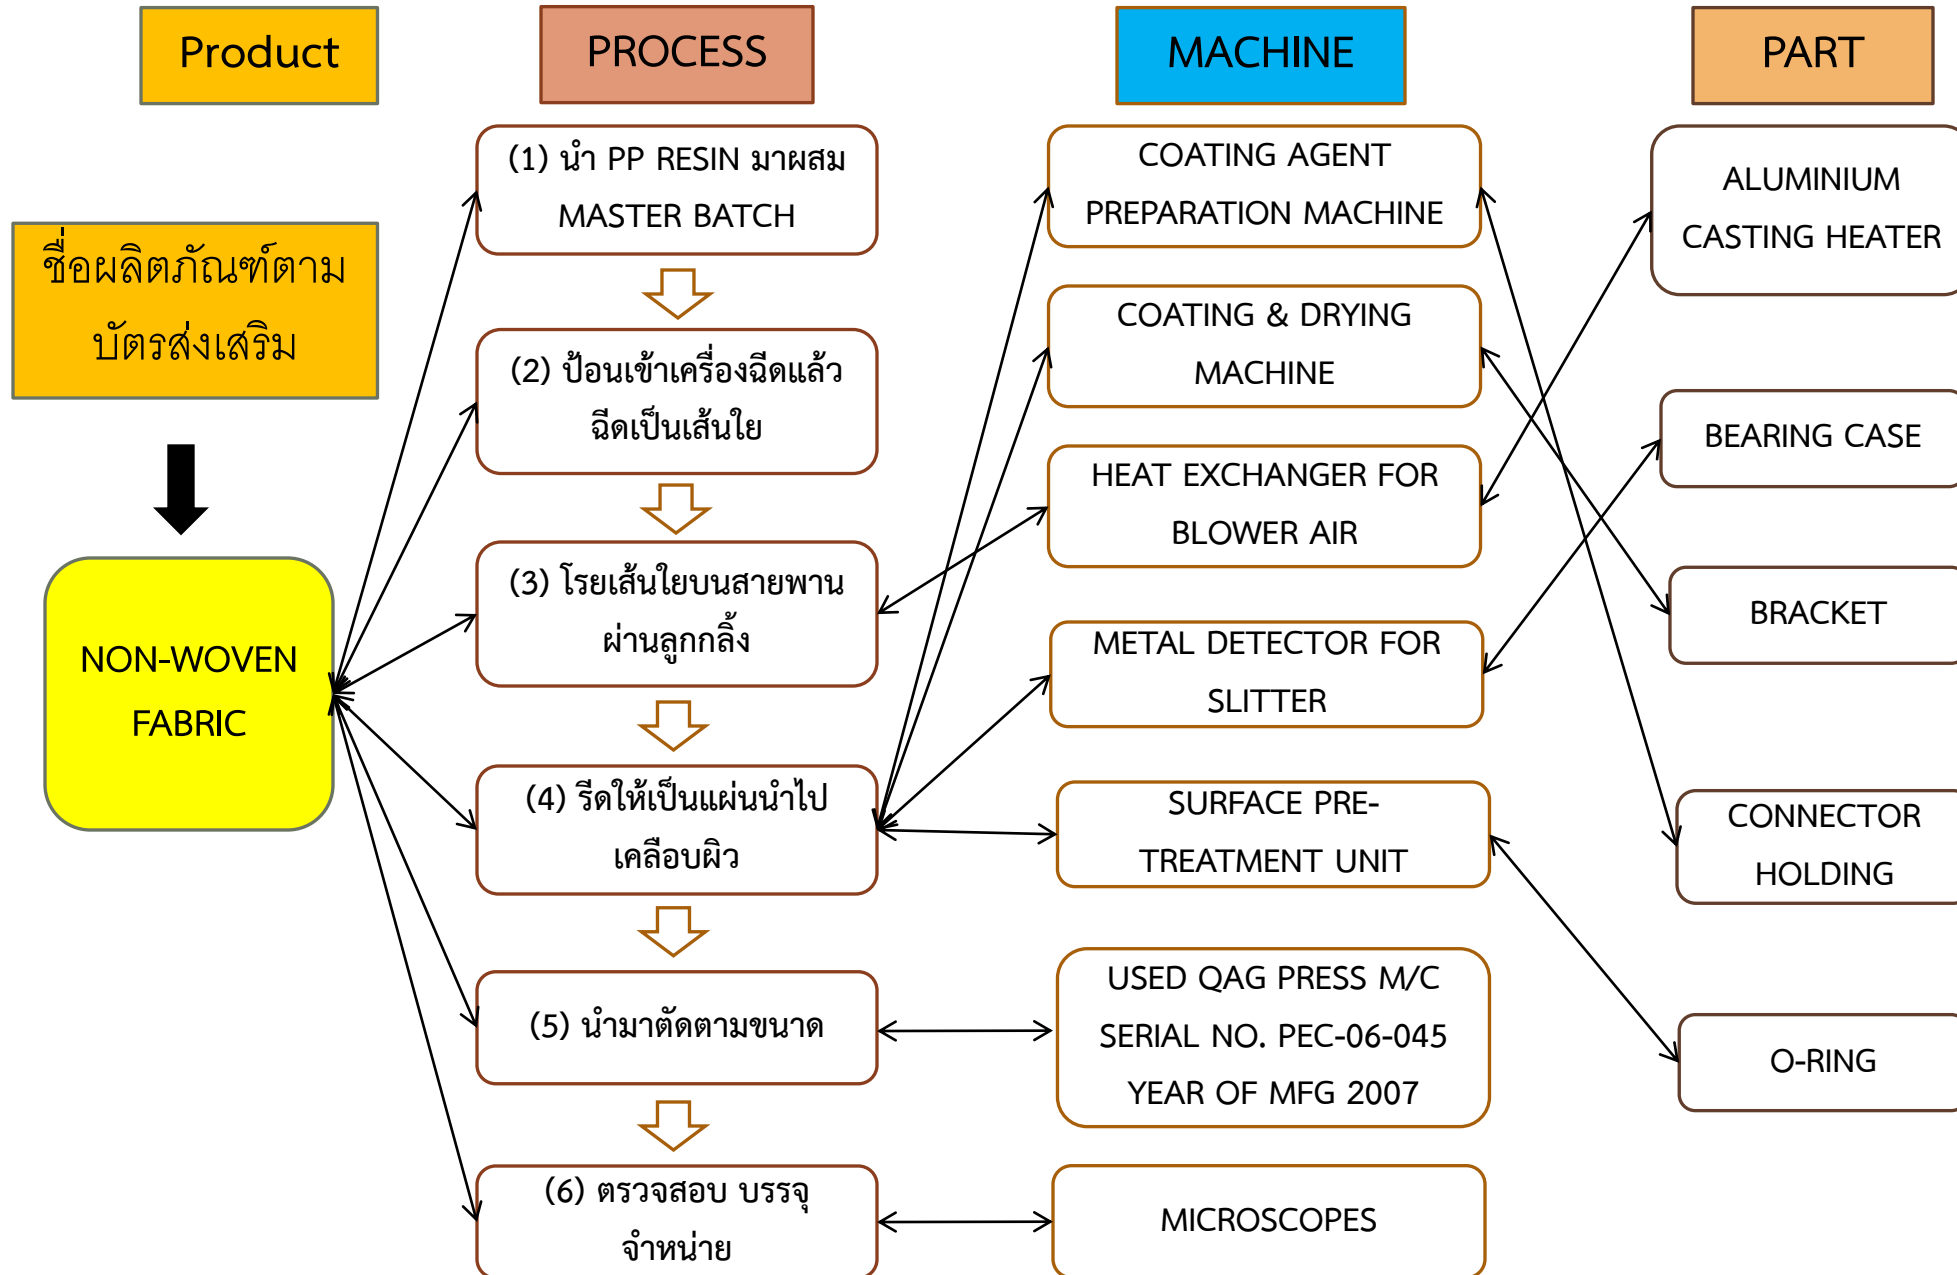 Product
PROCESS
MACHINE
PART
ชื่อผลิตภัณฑ์ตาม
บัตรส่งเสริม
NON-WOVEN
FABRIC
(1) นำ PP RESIN มาผสม
MASTER BATCH
(2) ป้อนเข้าเครื่องฉีดแล้ว
ฉีดเป็นเส้นใย
(3) โรยเส้นใยบนสายพาน
ผ่านลูกกลิ้ง
(4) รีดให้เป็นแผ่นนำไป
เคลือบผิว
(5) นำมาตัดตามขนาด
(6) ตรวจสอบ บรรจุ
จำหน่าย
COATING AGENT
PREPARATION MACHINE
COATING & DRYING
MACHINE
HEAT EXCHANGER FOR
BLOWER AIR
METAL DETECTOR FOR
SLITTER
SURFACE PRE-
TREATMENT UNIT
USED QAG PRESS M/C
SERIAL NO. PEC-06-045
YEAR OF MFG 2007
MICROSCOPES
ALUMINIUM
CASTING HEATER
BEARING CASE
BRACKET
CONNECTOR
HOLDING
O-RING